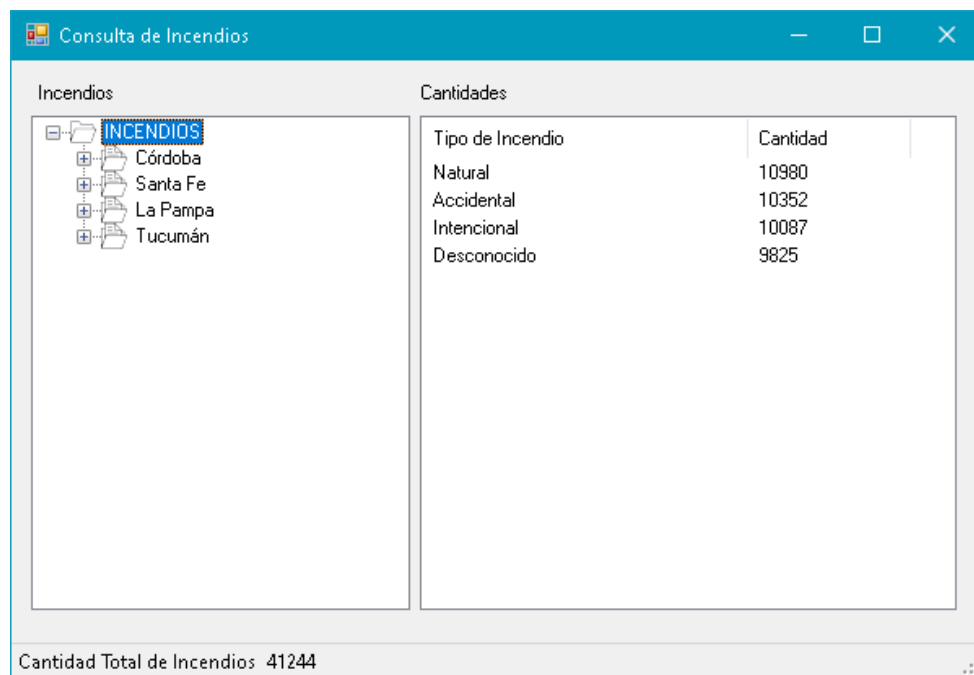 Consulta de Incendios
Incendios
Cantidades
INCENDIOS
Córdoba
Santa Fe
La Pampa
Tucumán
Tipo de Incendio Cantidad
Natural 10980
Accidental 10352
Intencional 10087
Desconocido 9825
Cantidad Total de Incendios 41244